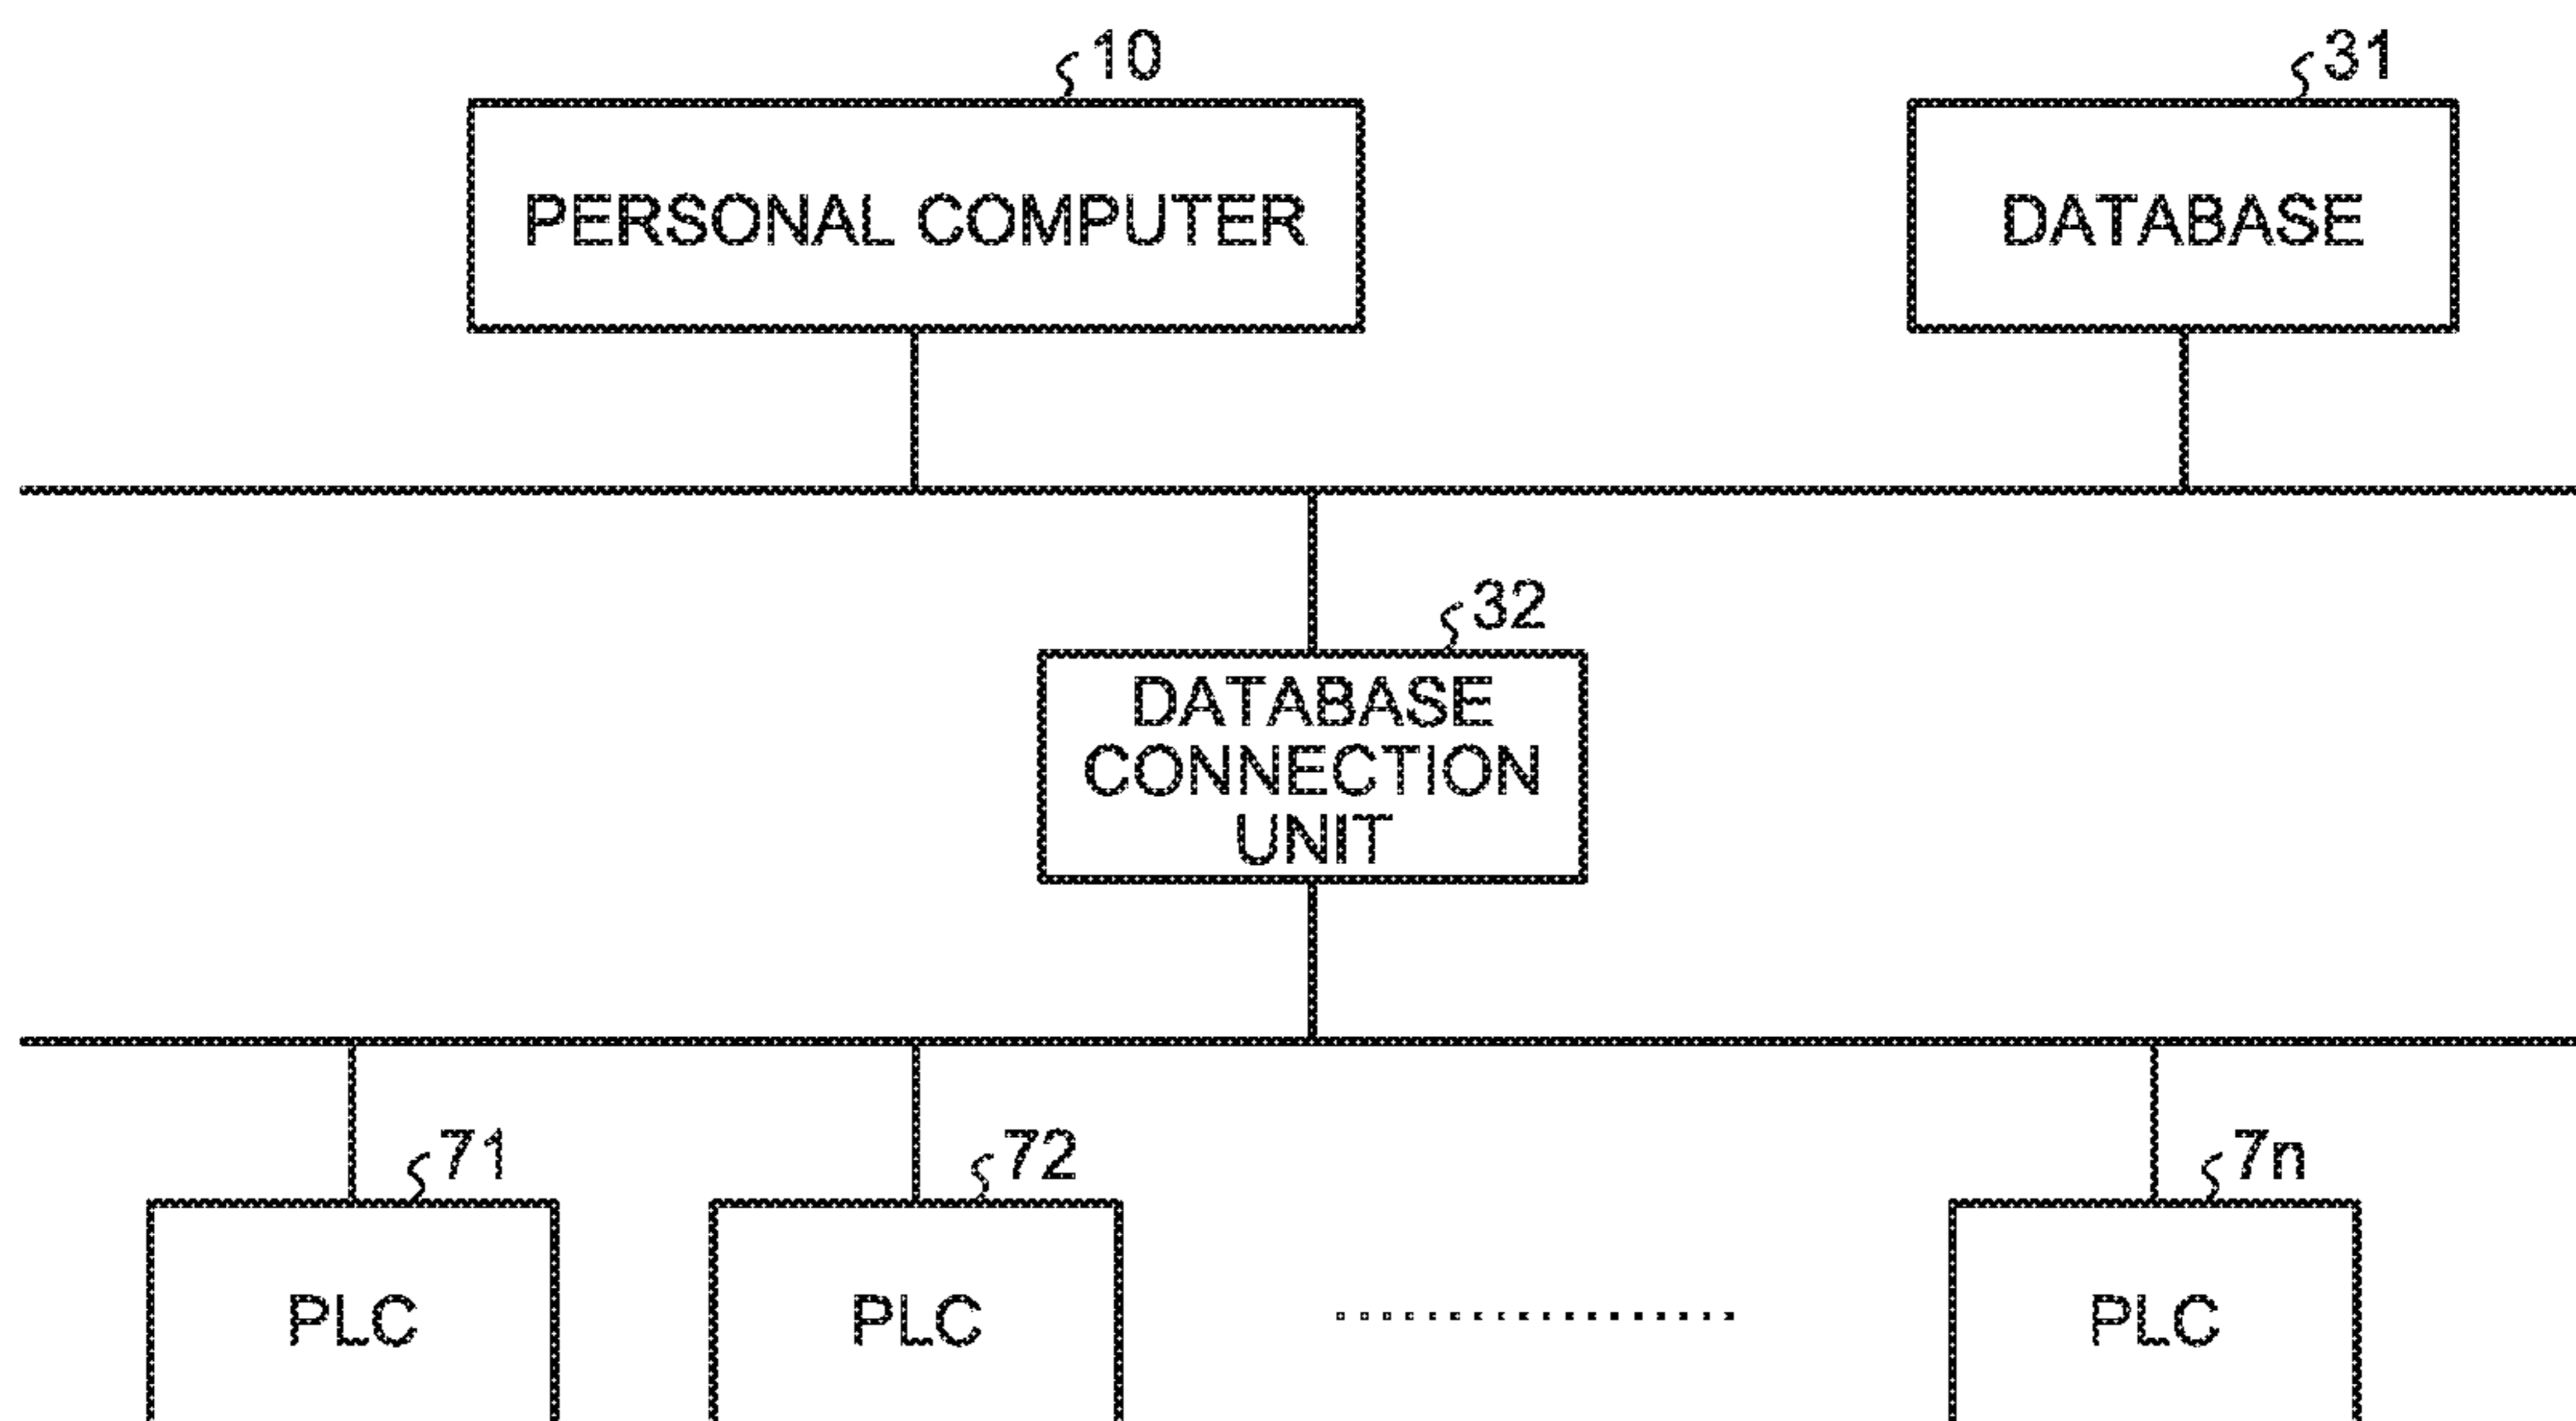 10
31
PERSONAL COMPUTER
DATABASE
32
DATABASE
CONNECTION
UNIT
71
72
7n
PLC
PLC
PLC